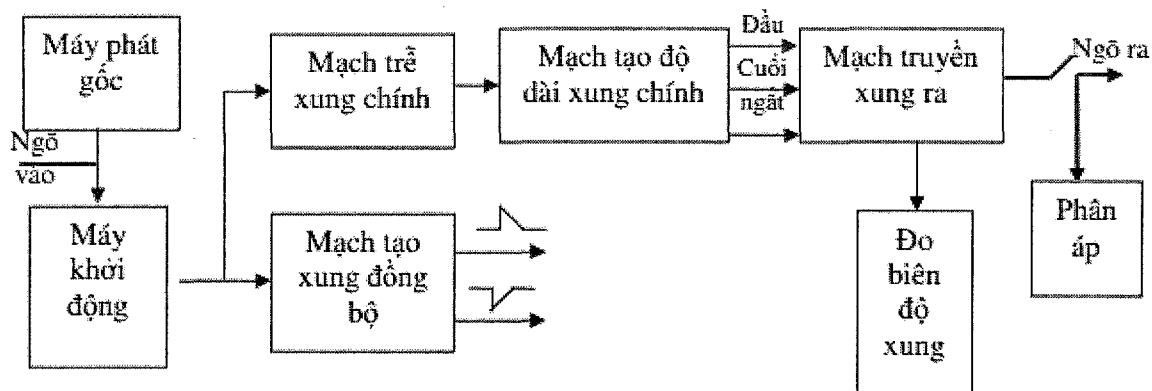 Máy phát
gốc
Ngõ
vào
Máy
khởi
động
Mạch trễ
xung chính
Mạch tạo
xung đồng
bộ
Mạch tạo độ
dài xung chính
Đầu
Cuối
ngắt
Mạch truyền
xung ra
Đo
biên
độ
xung
Ngõ ra
Phân
áp